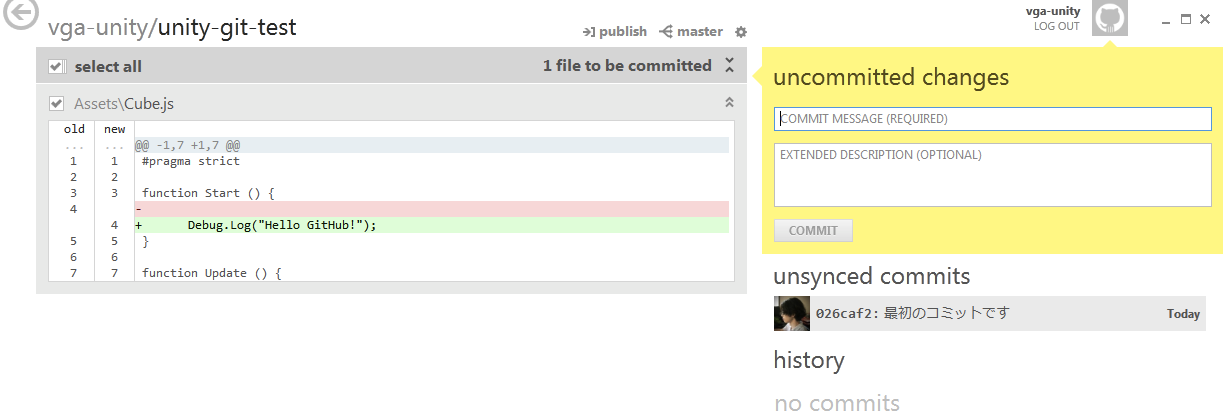 vga-unity/unity-git-test
publish
master
vga-unity
LOG OUT
select all
1 file to be committed
Assets\Cube.js
old new
... ... @@ -1,7 +1,7 @@
1 1 #pragma strict
2 2
3 3 function Start () {
4 -
4 + Debug.Log("Hello GitHub!");
5 5 }
6 6
7 7 function Update () {
uncommitted changes
COMMIT MESSAGE (REQUIRED)
EXTENDED DESCRIPTION (OPTIONAL)
COMMIT
unsynced commits
026caf2: 最初のコミットです Today
history
no commits